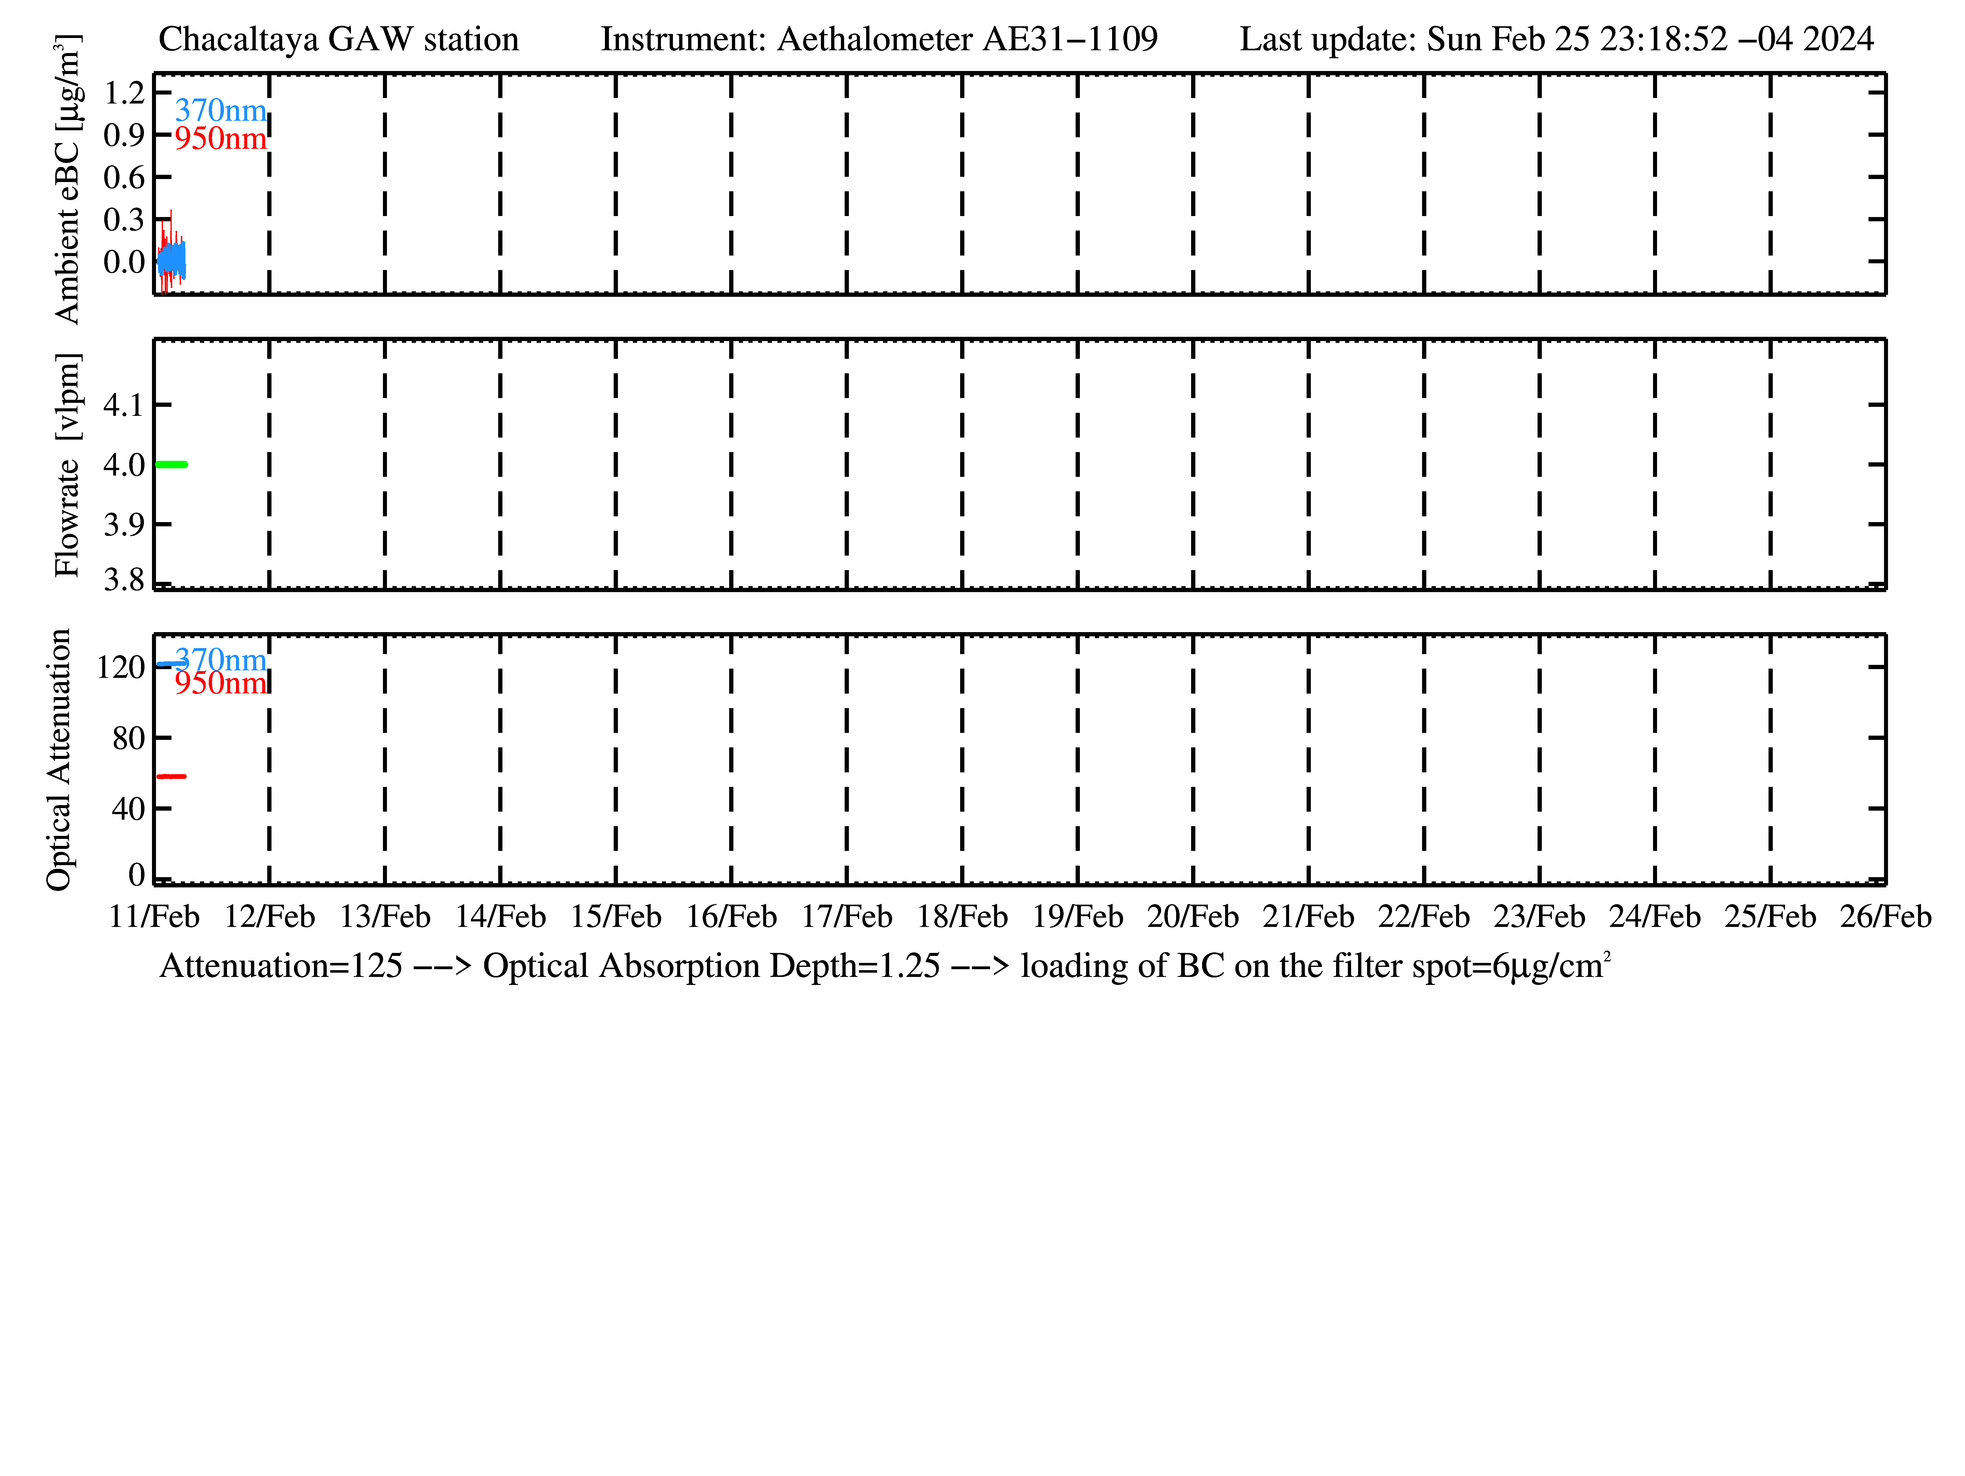 Chacaltaya GAW station Instrument: Aethalometer AE31−1109 Last update: Sun Feb 25 23:18:52 −04 2024
Ambient eBC [µg/m³]
1.2
0.9
0.6
0.3
0.0
370nm
950nm
Flowrate [vlpm]
4.1
4.0
3.9
3.8
Optical Attenuation
120
80
40
0
370nm
950nm
11/Feb 12/Feb 13/Feb 14/Feb 15/Feb 16/Feb 17/Feb 18/Feb 19/Feb 20/Feb 21/Feb 22/Feb 23/Feb 24/Feb 25/Feb 26/Feb
Attenuation=125 −−> Optical Absorption Depth=1.25 −−> loading of BC on the filter spot=6µg/cm²